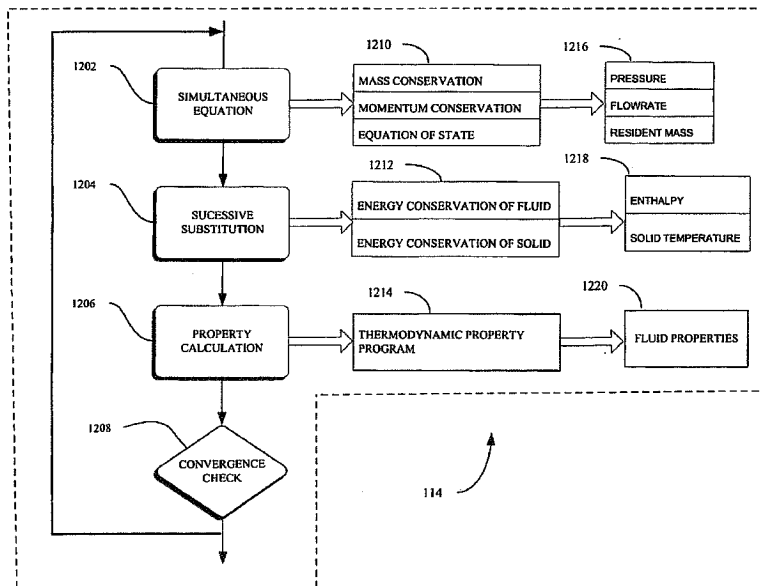 1202
SIMULTANEOUS
EQUATION
1210
MASS CONSERVATION
MOMENTUM CONSERVATION
EQUATION OF STATE
1216
PRESSURE
FLOWRATE
RESIDENT MASS
1204
SUCESSIVE
SUBSTITUTION
1212
ENERGY CONSERVATION OF FLUID
ENERGY CONSERVATION OF SOLID
1218
ENTHALPY
SOLID TEMPERATURE
1206
PROPERTY
CALCULATION
1214
THERMODYNAMIC PROPERTY
PROGRAM
1220
FLUID PROPERTIES
1208
CONVERGENCE
CHECK
114